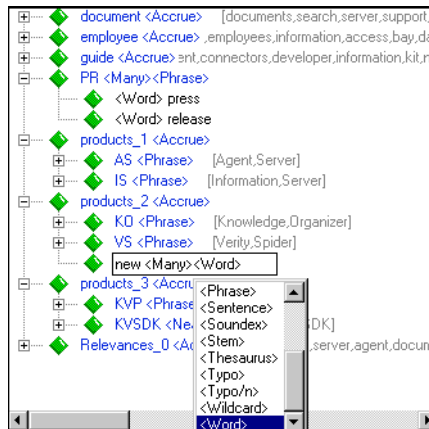 document <Accrue> [documents,search,server,support,
employee <Accrue> ,employees,information,access,bay,da
guide <Accrue> ent,connectors,developer,information,kit,n
PR <Many><Phrase>
<Word> press
<Word> release
products_1 <Accrue>
AS <Phrase> [Agent,Server]
IS <Phrase> [Information,Server]
products_2 <Accrue>
KO <Phrase> [Knowledge,Organizer]
VS <Phrase> [Verity,Spider]
new <Many><Word>
products_3 <Accru
<Phrase>
KVP <Phrase
<Sentence>
KVSDK <Ne
<Soundex>
DK]
<Stem>
Relevances_0 <Ac
<Thesaurus>
,server,agent,docum
<Typo>
<Typo/n>
<Wildcard>
<Word>